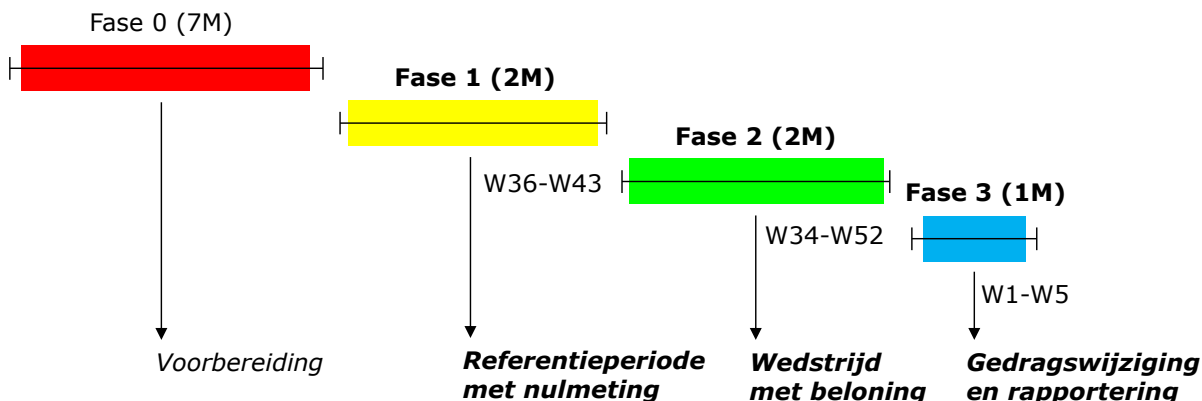 Fase 0 (7M)
Fase 1 (2M)
Fase 2 (2M)
Fase 3 (1M)
W36-W43
W34-W52
W1-W5
Voorbereiding
Referentieperiode
met nulmeting
Wedstrijd
met beloning
Gedragswijziging
en rapportering